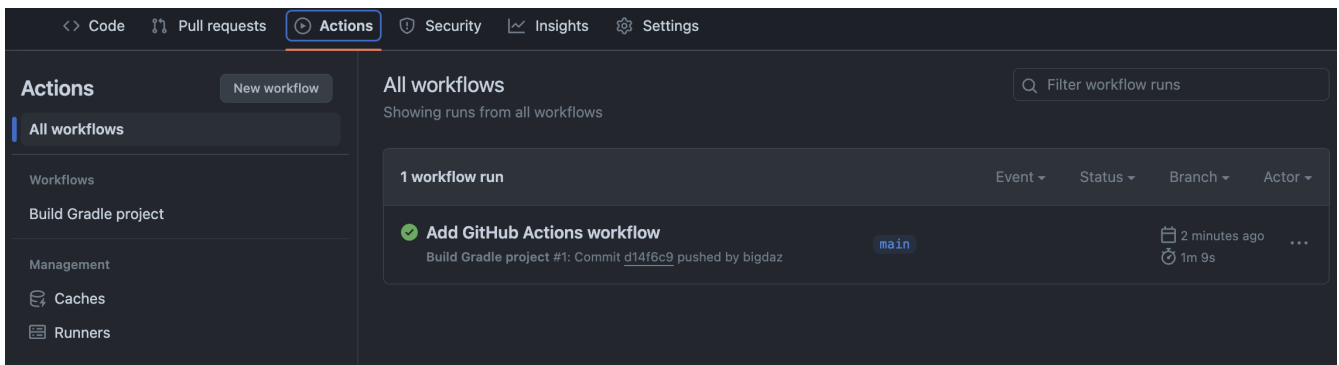 Code Pull requests Actions Security Insights Settings
Actions
New workflow
All workflows
Workflows
Build Gradle project
Management
Caches
Runners
All workflows
Showing runs from all workflows
Filter workflow runs
1 workflow run
Event Status Branch Actor
Add GitHub Actions workflow
Build Gradle project #1: Commit d14f6c9 pushed by bigdaz
main
2 minutes ago
1m 9s